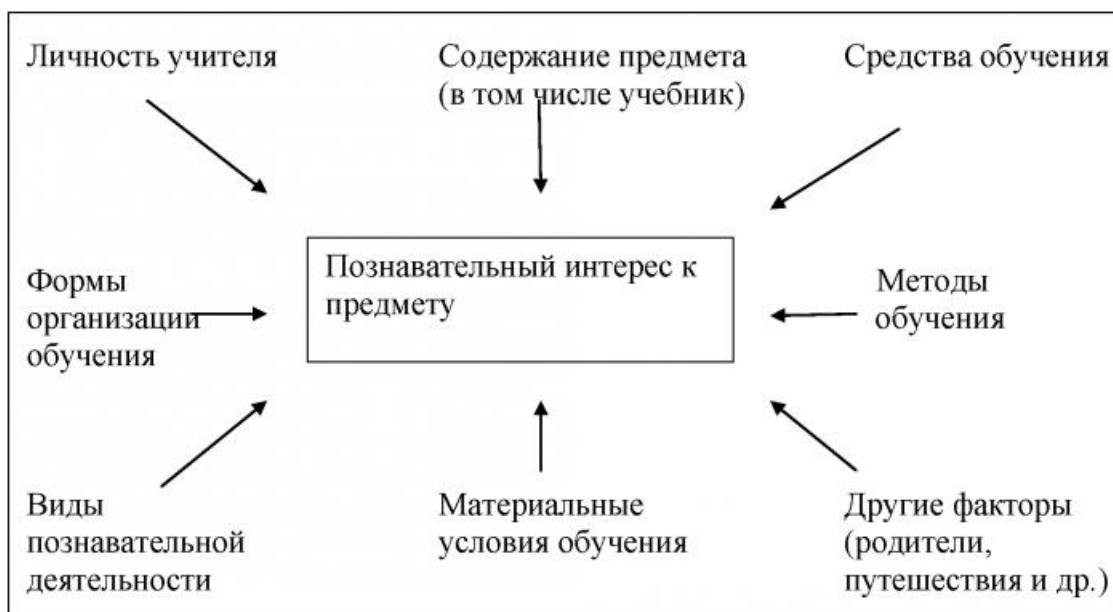 Личность учителя
Содержание предмета
(в том числе учебник)
Средства обучения
Формы
организации
обучения
Познавательный интерес к
предмету
Методы
обучения
Виды
познавательной
деятельности
Материальные
условия обучения
Другие факторы
(родители,
путешествия и др.)